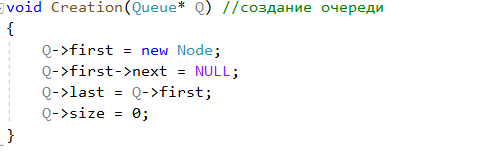 void Creation(Queue* Q) //создание очереди
{
Q->first = new Node;
Q->first->next = NULL;
Q->last = Q->first;
Q->size = 0;
}